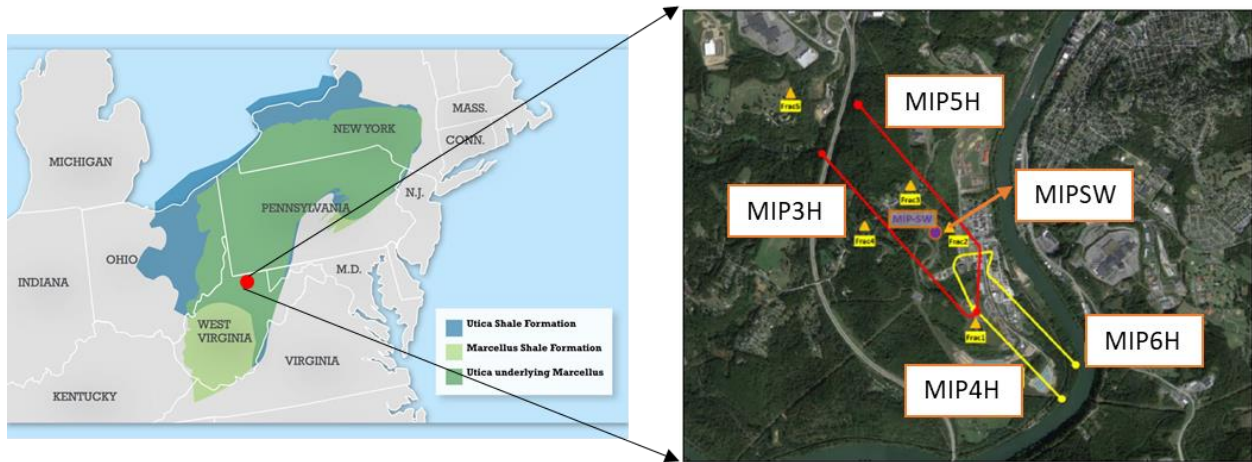 MICHIGAN
NEW YORK
MASS.
CONN.
PENNSYLVANIA
N.J.
OHIO
INDIANA
M.D.
WEST
VIRGINIA
VIRGINIA
KENTUCKY
Utica Shale Formation
Marcellus Shale Formation
Utica underlying Marcellus
Frac5
MIP5H
MIP3H
Frac3
MIP-SW
MIPSW
Frac4
Frac2
Frac1
MIP6H
MIP4H